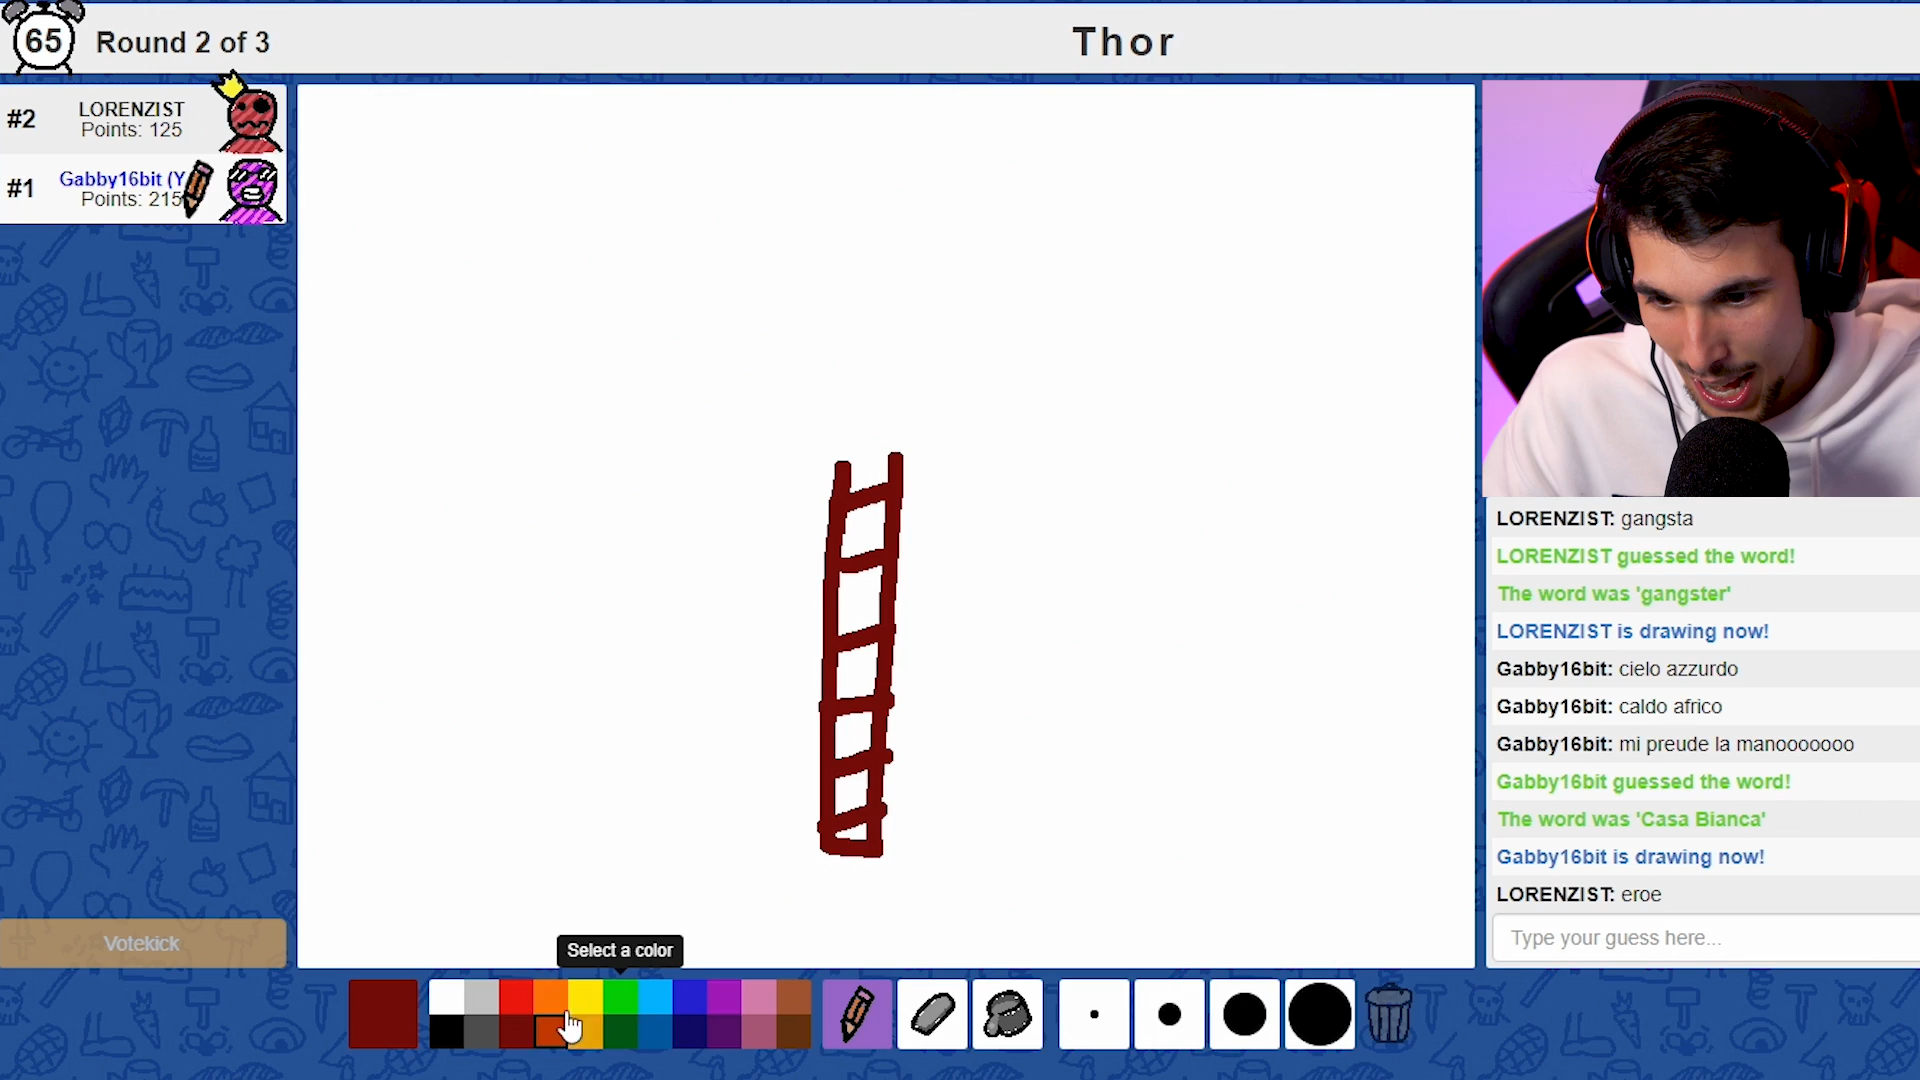 65
Round 2 of 3
Thor
#2
LORENZIST
Points: 125
#1
Gabby16bit (Y
Points: 215
LORENZIST: gangsta
LORENZIST guessed the word!
The word was 'gangster'
LORENZIST is drawing now!
Gabby16bit: cielo azzurdo
Gabby16bit: caldo africo
Gabby16bit: mi preude la manooooooo
Gabby16bit guessed the word!
The word was 'Casa Bianca'
Gabby16bit is drawing now!
LORENZIST: eroe
Type your guess here...
Votekick
Select a color